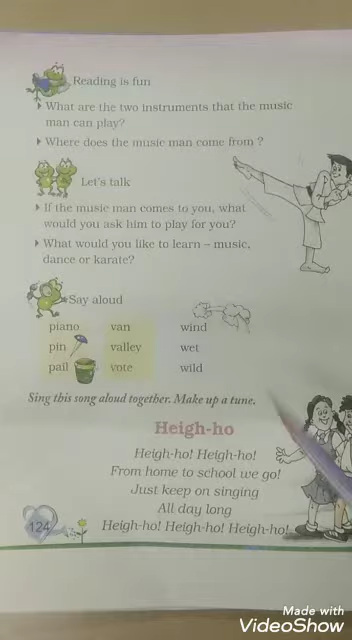 Reading is fun
What are the two instruments that the music
man can play?
Where does the music man come from ?
Let's talk
If the music man comes to you, what
would you ask him to play for you?
What would you like to learn – music,
dance or karate?
Say aloud
piano van wind
pin valley wet
pail vote wild
Sing this song aloud together. Make up a tune.
Heigh-ho
Heigh-ho! Heigh-ho!
From home to school we go!
Just keep on singing
All day long
Heigh-ho! Heigh-ho! Heigh-ho!
124
Made with
VideoShow